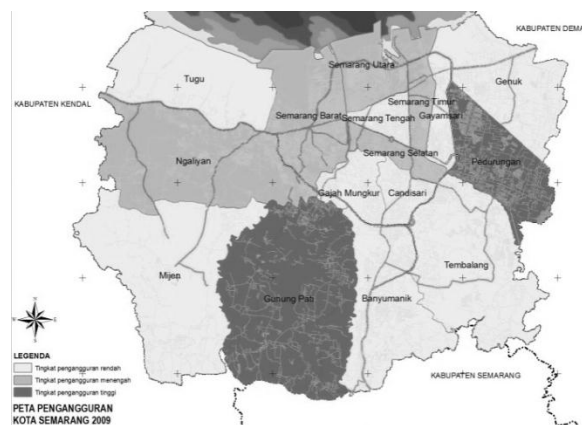 KABUPATEN DEMA
Semarang Utara
Tugu
Genuk
KABUPATEN KENDAL
Semarang Timur
Semarang Barat
Semarang Tengah
Gayamsari
Ngaliyan
Semarang Selatan
Pedurungan
Gajah Mungkur
Candisari
Mijen
Tembalang
Gunung Pati
Banyumanik
LEGENDA
Tingkat pengangguran rendah
Tingkat pengangguran menengah
Tingkat pengangguran tinggi
KABUPATEN SEMARANG
PETA PENGANGGURAN
KOTA SEMARANG 2009